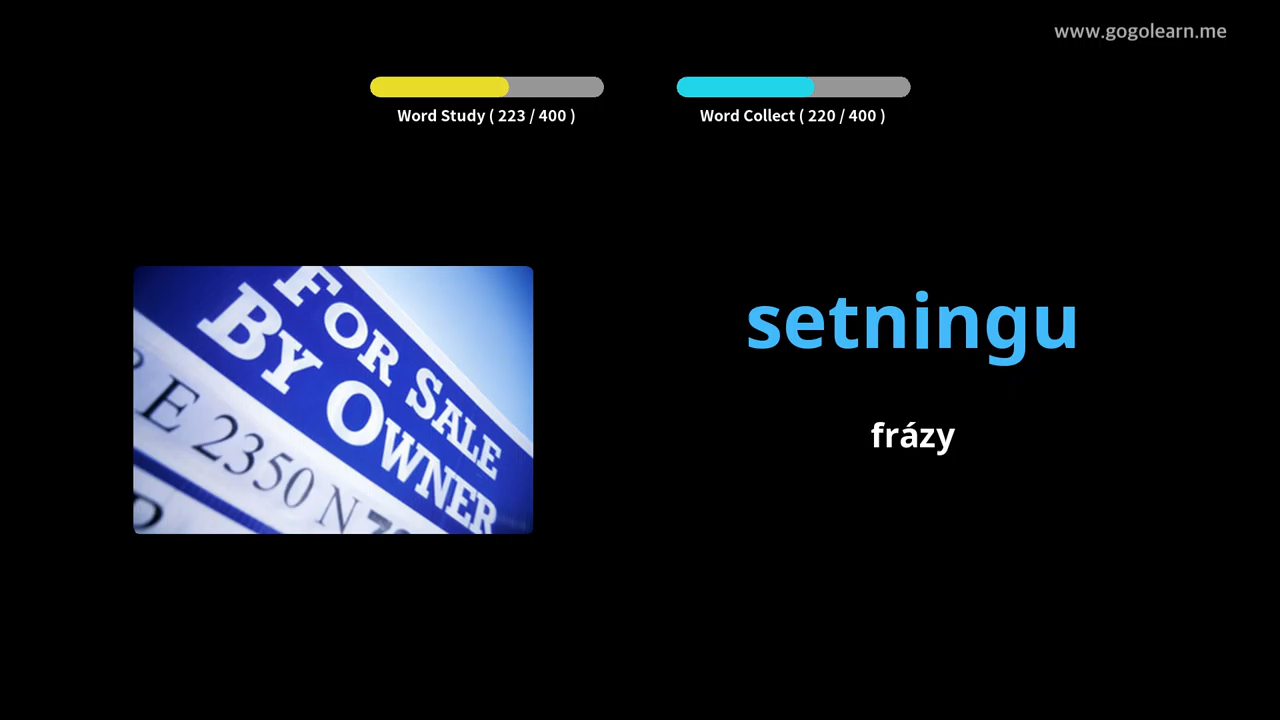 www.gogolearn.me
Word Study ( 223 / 400 )
Word Collect ( 220 / 400 )
FOR SALE
BY OWNER
E 2350 N
setningu
frázy